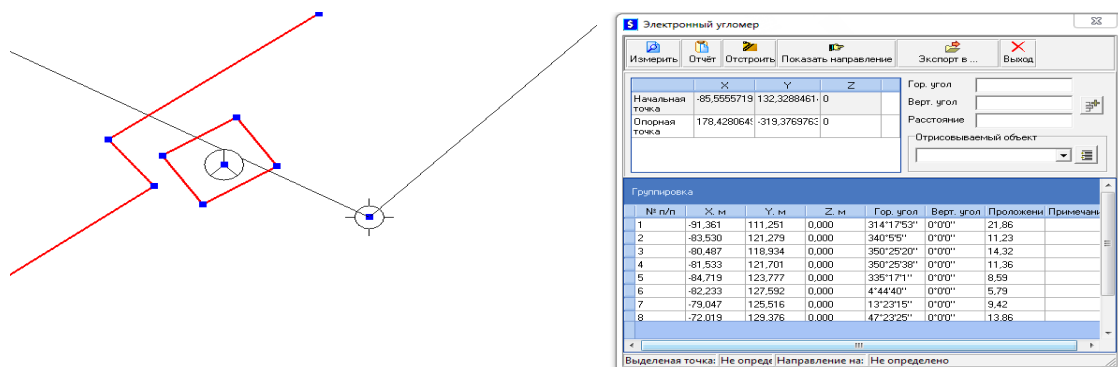 Электронный угломер
Измерить Отчёт Отстроить Показать направление Экспорт в ... Выход
X Y Z
Начальная точка -85,5555719 132,3288461 0
Опорная точка 178,4280649 -319,3769763 0
Гор. угол
Верт. угол
Расстояние
Отрисовываемый объект
Группировка
№ п/п X. м Y. м Z. м Гор. угол Верт. угол Проложени Примечани
1 -91,361 111,251 0,000 314°17'53'' 0°0'0'' 21,86
2 -83,530 121,279 0,000 340°5'5'' 0°0'0'' 11,23
3 -80,487 118,934 0,000 350°25'20'' 0°0'0'' 14,32
4 -81,533 121,701 0,000 350°25'38'' 0°0'0'' 11,36
5 -84,719 123,777 0,000 335°17'1'' 0°0'0'' 8,59
6 -82,233 127,592 0,000 4°44'40'' 0°0'0'' 5,79
7 -79,047 125,516 0,000 13°23'15'' 0°0'0'' 9,42
8 -72,019 129,376 0,000 47°23'25'' 0°0'0'' 13,86
Выделеная точка: Не опреде Направление на: Не определено